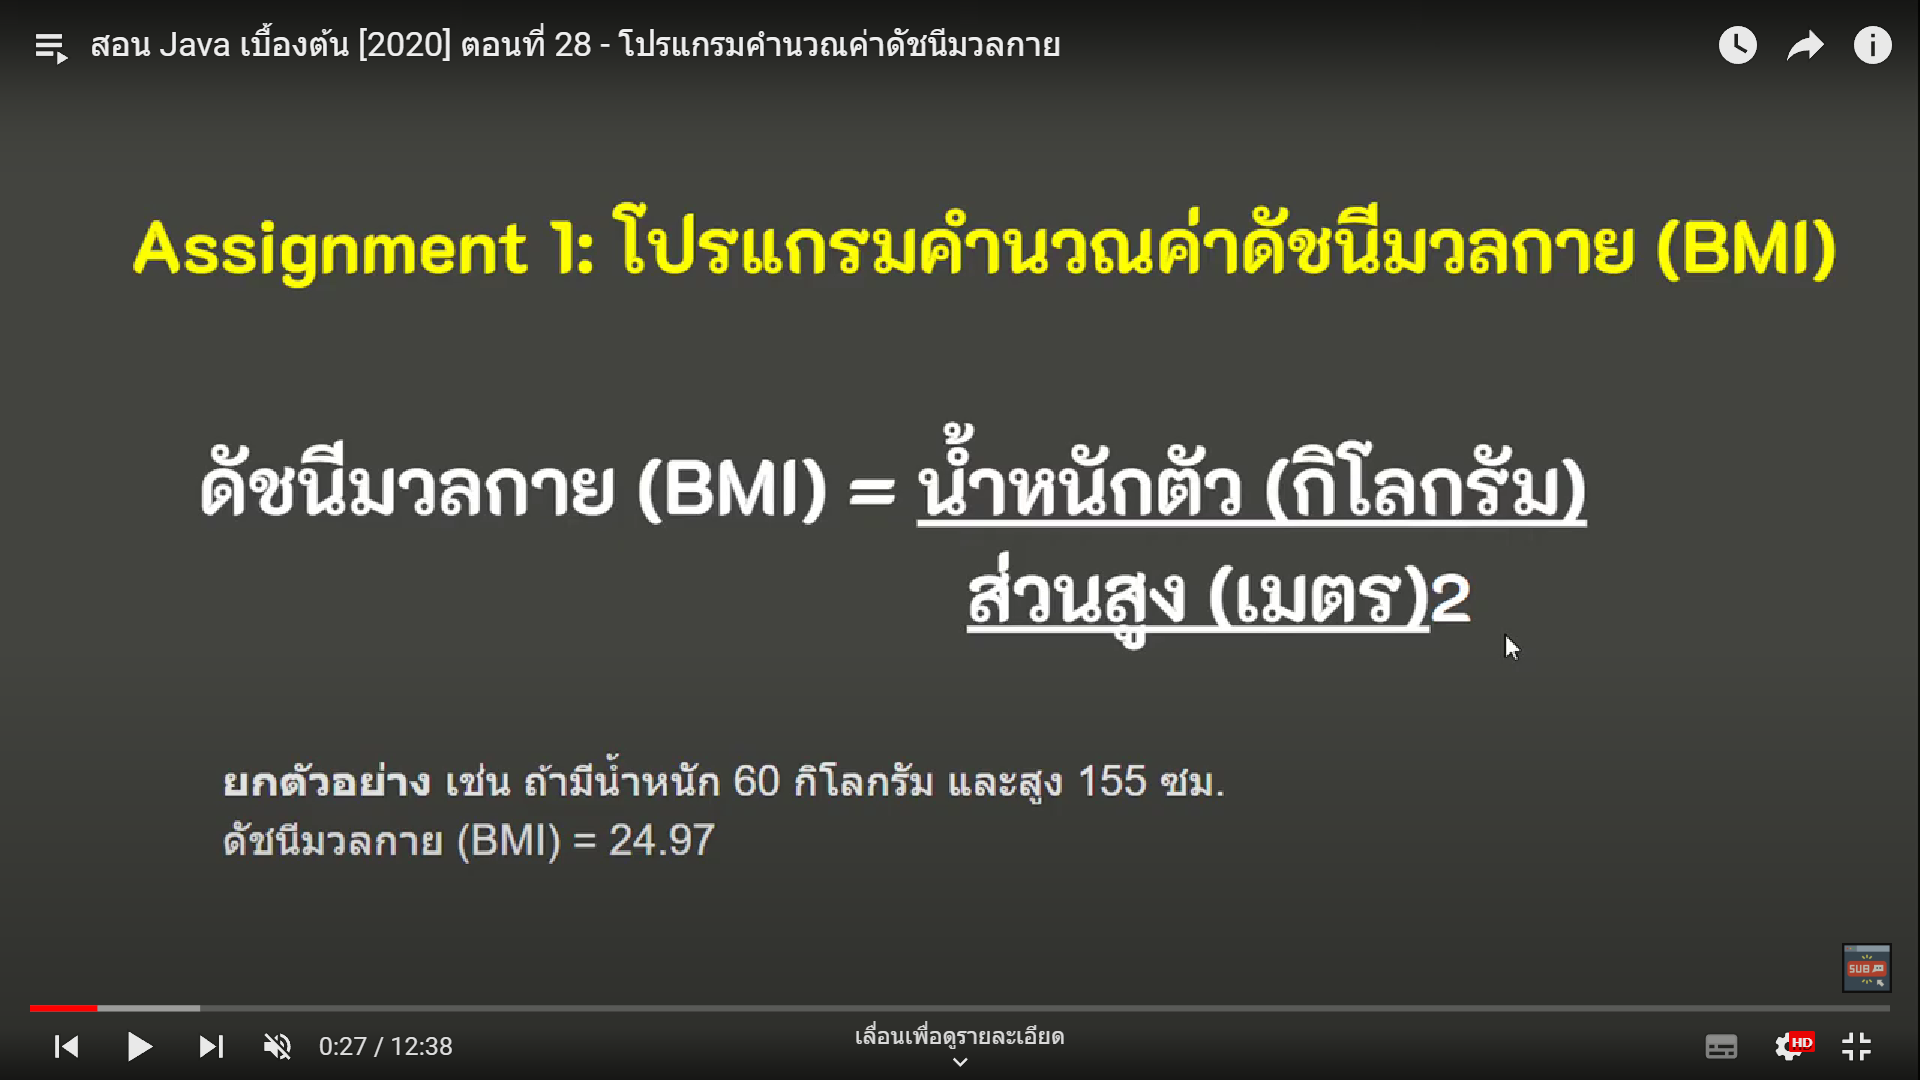 สอน Java เบื้องต้น [2020] ตอนที่ 28 - โปรแกรมคำนวณค่าดัชนีมวลกาย
Assignment 1: โปรแกรมคำนวณค่าดัชนีมวลกาย (BMI)
ดัชนีมวลกาย (BMI) = น้ำหนักตัว (กิโลกรัม)
ส่วนสูง (เมตร)2
ยกตัวอย่าง เช่น ถ้ามีน้ำหนัก 60 กิโลกรัม และสูง 155 ซม.
ดัชนีมวลกาย (BMI) = 24.97
SUB
0:27 / 12:38
เลื่อนเพื่อดูรายละเอียด
HD